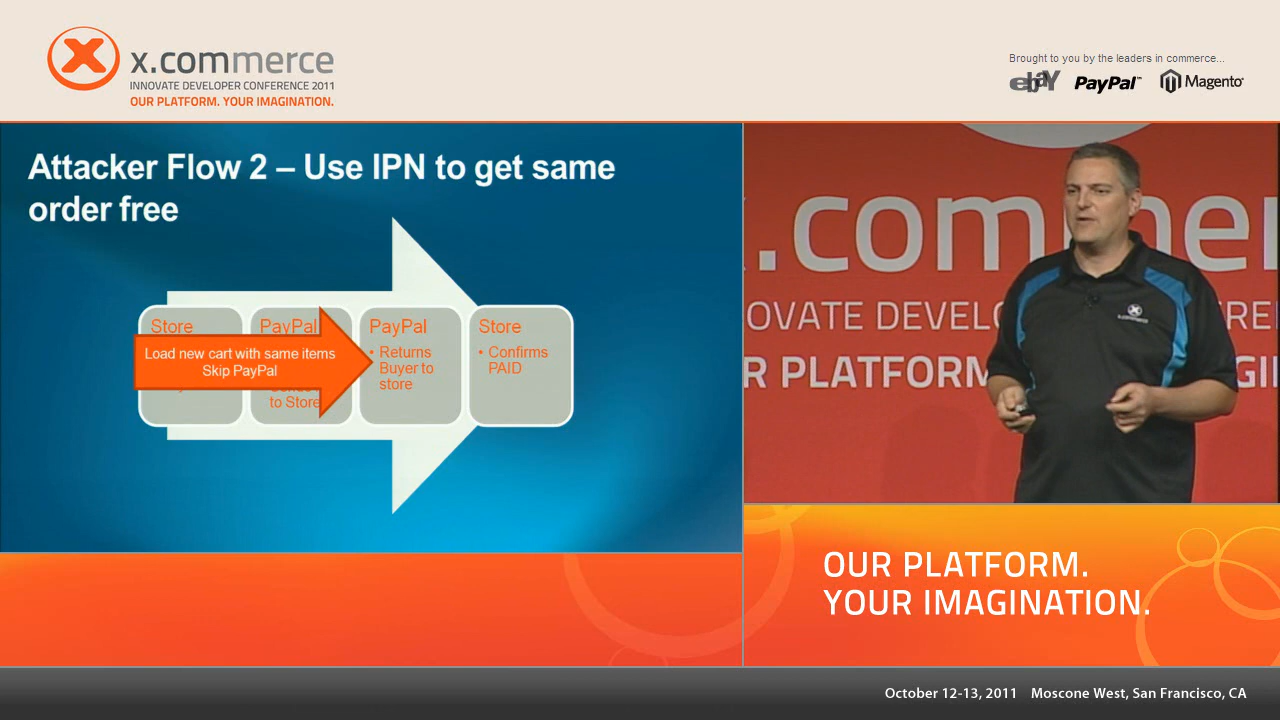 x.commerce
INNOVATE DEVELOPER CONFERENCE 2011
OUR PLATFORM. YOUR IMAGINATION.
Brought to you by the leaders in commerce...
ebaY
PayPal™
Magento
Attacker Flow 2 – Use IPN to get same
order free
Store
PayPal
PayPal
Store
Load new cart with same items
Skip PayPal
to Store
• Returns
Buyer to
store
• Confirms
PAID
.comm
OVATE DEVELO
R PLATFORM
x.commerce
OUR PLATFORM.
YOUR IMAGINATION.
October 12-13, 2011 Moscone West, San Francisco, CA